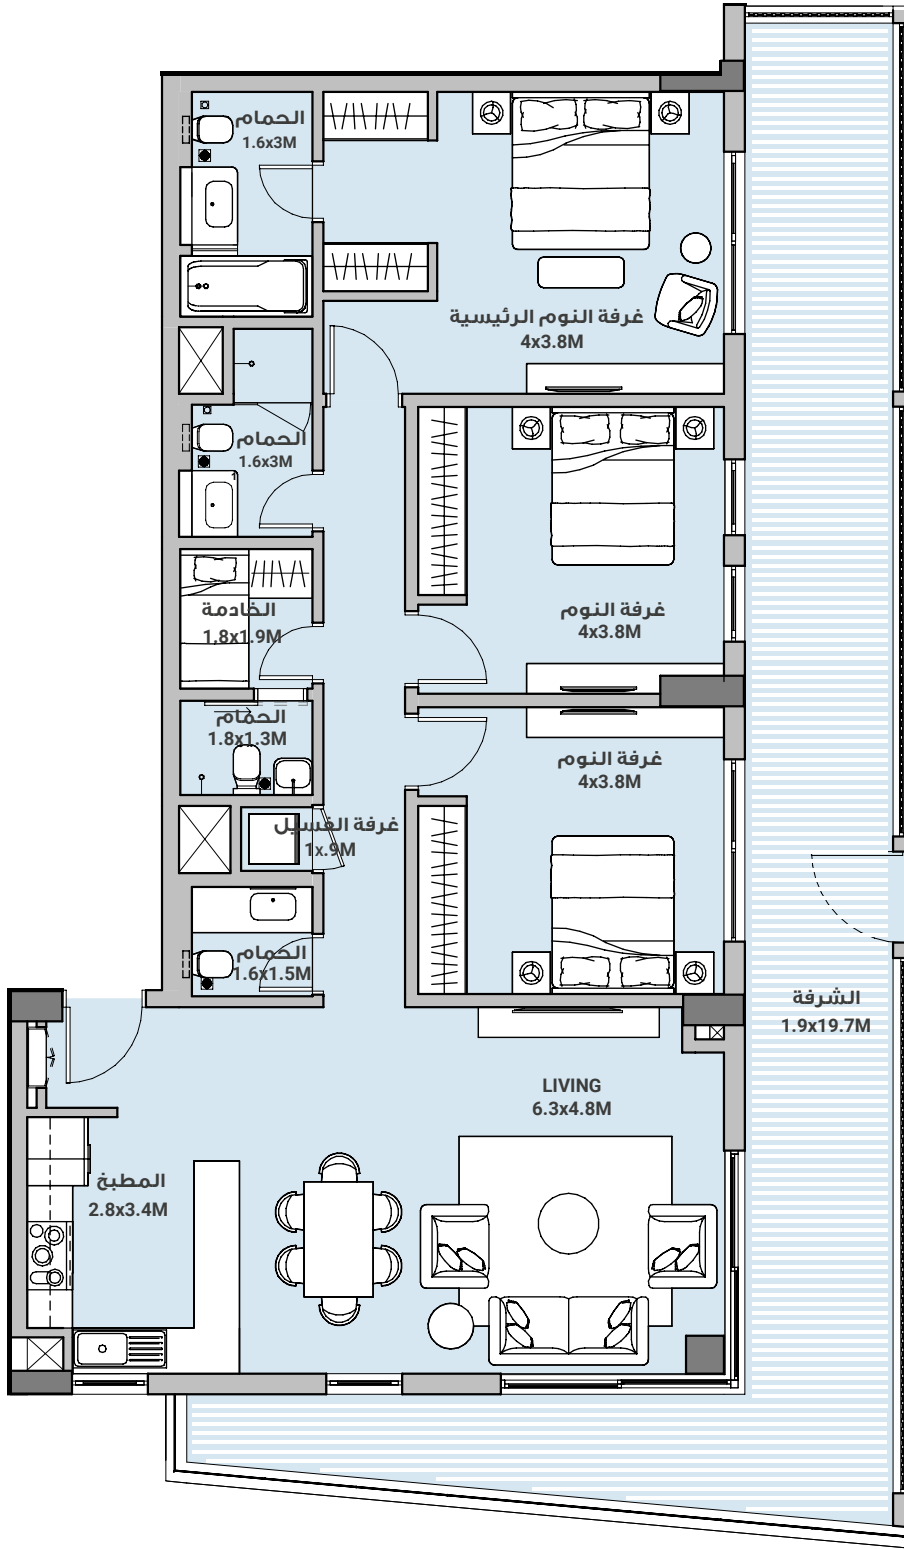 الحمام
1.6x3M
غرفة النوم الرئيسية
4x3.8M
الحمام
1.6x3M
غرفة النوم
4x3.8M
الخادمة
1.8x1.9M
الحمام
1.8x1.3M
غرفة النوم
4x3.8M
غرفة الغسيل
1x.9M
الحمام
1.6x1.5M
الشرفة
1.9x19.7M
LIVING
6.3x4.8M
المطبخ
2.8x3.4M